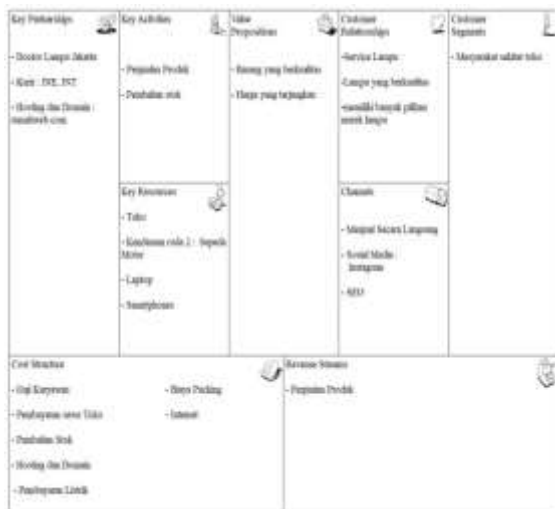 Key Partnerships
- Doctor Lampu Jakarta
- Kurir : JNE, JNT
- Hosting dan Domain :
Key Activities
- Penjualan Produk
- Pembelian stok
Value
Propositions
- Barang yang berkualitas
- Harga yang terjangkau
Customer
Relationships
-Service Lampu
-Lampu yang berkualitas
-memiliki banyak pilihan
merek lampu
Customer
Segments
- Masyarakat sekitar toko
Key Resources
- Toko
- Kendaraan roda 2 : Sepeda
Motor
- Laptop
- Smartphones
Channels
- Menjual Secara Langsung
- Sosial Media :
Instagram
- SEO
Cost Structure
- Gaji Karyawan
- Pembayaran sewa Toko
- Pembelian Stok
- Hosting dan Domain
- Pembayaran Listrik
- Biaya Packing
- Internet
Revenue Streams
- Penjualan Produk